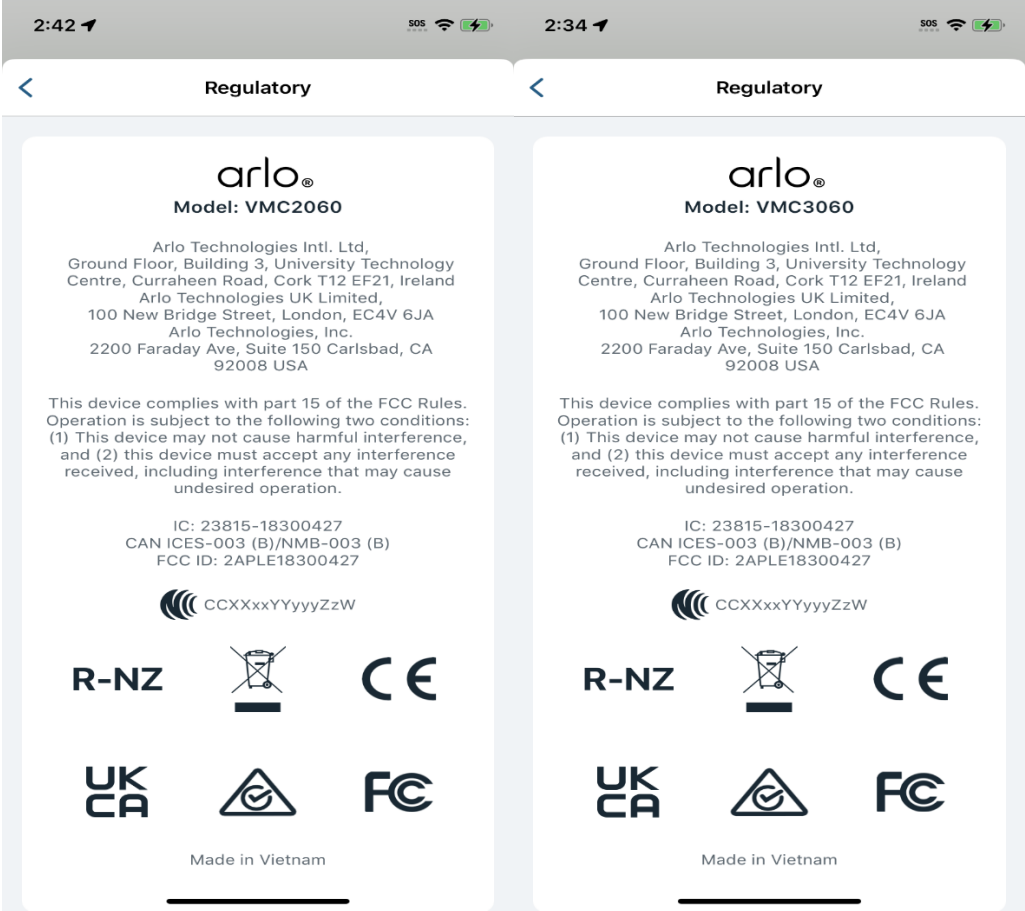 2:42
SOS
Regulatory
arlo®
Model: VMC2060
Arlo Technologies Intl. Ltd,
Ground Floor, Building 3, University Technology
Centre, Curraheen Road, Cork T12 EF21, Ireland
Arlo Technologies UK Limited,
100 New Bridge Street, London, EC4V 6JA
Arlo Technologies, Inc.
2200 Faraday Ave, Suite 150 Carlsbad, CA
92008 USA
This device complies with part 15 of the FCC Rules.
Operation is subject to the following two conditions:
(1) This device may not cause harmful interference,
and (2) this device must accept any interference
received, including interference that may cause
undesired operation.
IC: 23815-18300427
CAN ICES-003 (B)/NMB-003 (B)
FCC ID: 2APLE18300427
CCXXxxYYyyyZzW
R-NZ
CE
UK
CA
FC
Made in Vietnam
2:34
SOS
Regulatory
arlo®
Model: VMC3060
Arlo Technologies Intl. Ltd,
Ground Floor, Building 3, University Technology
Centre, Curraheen Road, Cork T12 EF21, Ireland
Arlo Technologies UK Limited,
100 New Bridge Street, London, EC4V 6JA
Arlo Technologies, Inc.
2200 Faraday Ave, Suite 150 Carlsbad, CA
92008 USA
This device complies with part 15 of the FCC Rules.
Operation is subject to the following two conditions:
(1) This device may not cause harmful interference,
and (2) this device must accept any interference
received, including interference that may cause
undesired operation.
IC: 23815-18300427
CAN ICES-003 (B)/NMB-003 (B)
FCC ID: 2APLE18300427
CCXXxxYYyyyZzW
R-NZ
CE
UK
CA
FC
Made in Vietnam